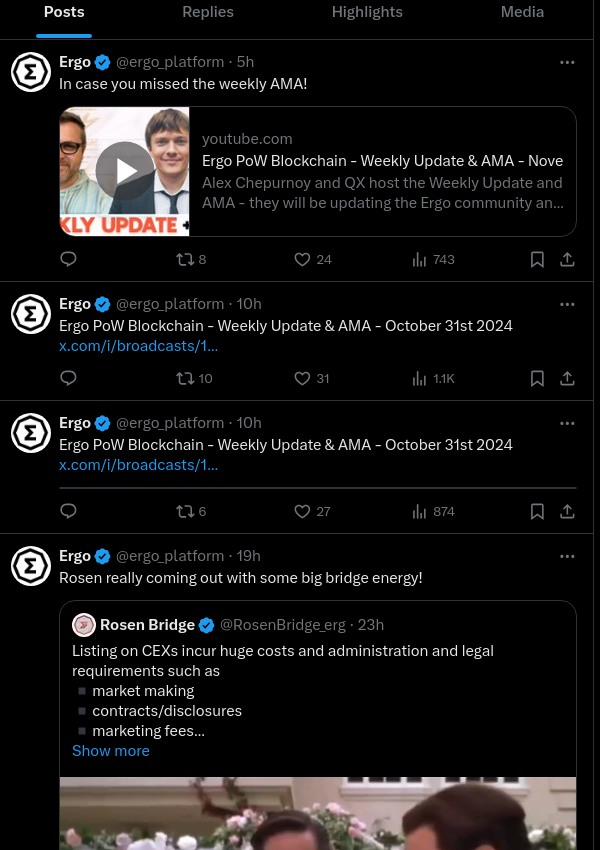 Posts Replies Highlights Media
Ergo @ergo_platform · 5h
In case you missed the weekly AMA!
youtube.com
Ergo PoW Blockchain - Weekly Update & AMA - Nove
Alex Chepurnoy and QX host the Weekly Update and
AMA - they will be updating the Ergo community an...
KLY UPDATE +
8 24 743
Ergo @ergo_platform · 10h
Ergo PoW Blockchain - Weekly Update & AMA - October 31st 2024
x.com/i/broadcasts/1...
10 31 1.1K
Ergo @ergo_platform · 10h
Ergo PoW Blockchain - Weekly Update & AMA - October 31st 2024
x.com/i/broadcasts/1...
6 27 874
Ergo @ergo_platform · 19h
Rosen really coming out with some big bridge energy!
Rosen Bridge @RosenBridge_erg · 23h
Listing on CEXs incur huge costs and administration and legal
requirements such as
▪ market making
▪ contracts/disclosures
▪ marketing fees...
Show more